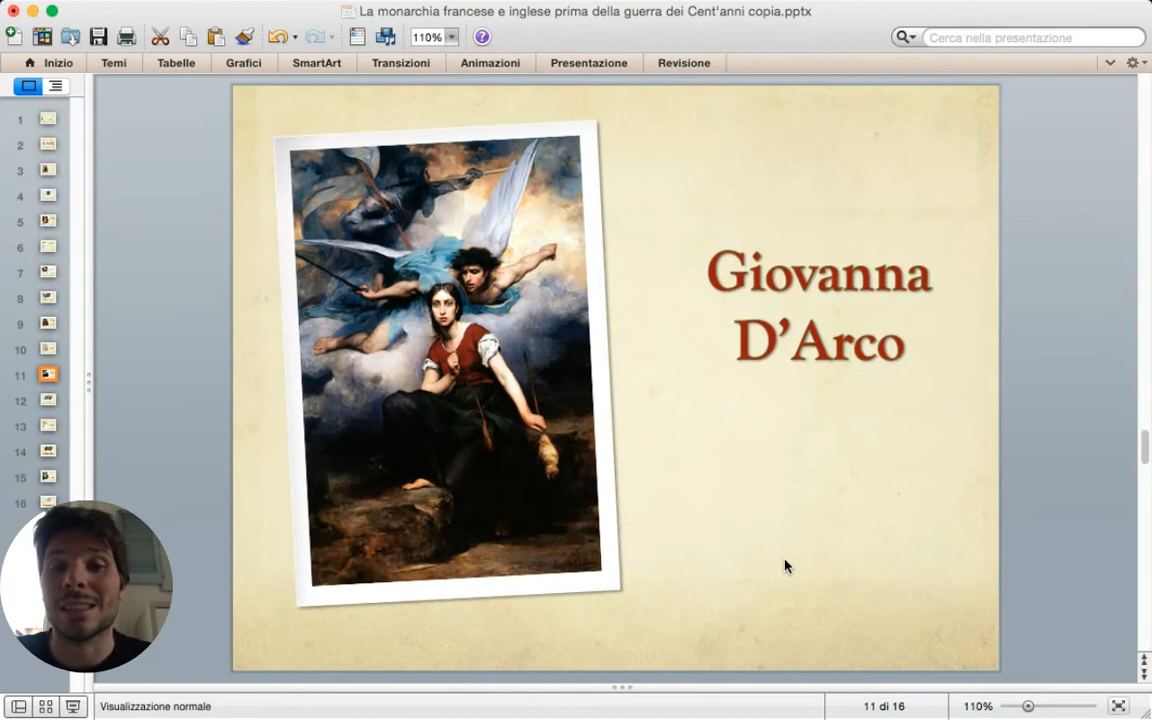 La monarchia francese e inglese prima della guerra dei Cent'anni copia.pptx
110%
Cerca nella presentazione
Inizio Temi Tabelle Grafici SmartArt Transizioni Animazioni Presentazione Revisione
1
2
3
4
5
6
7
8
9
10
11
12
13
14
15
16
Giovanna
D'Arco
Visualizzazione normale
11 di 16
110%